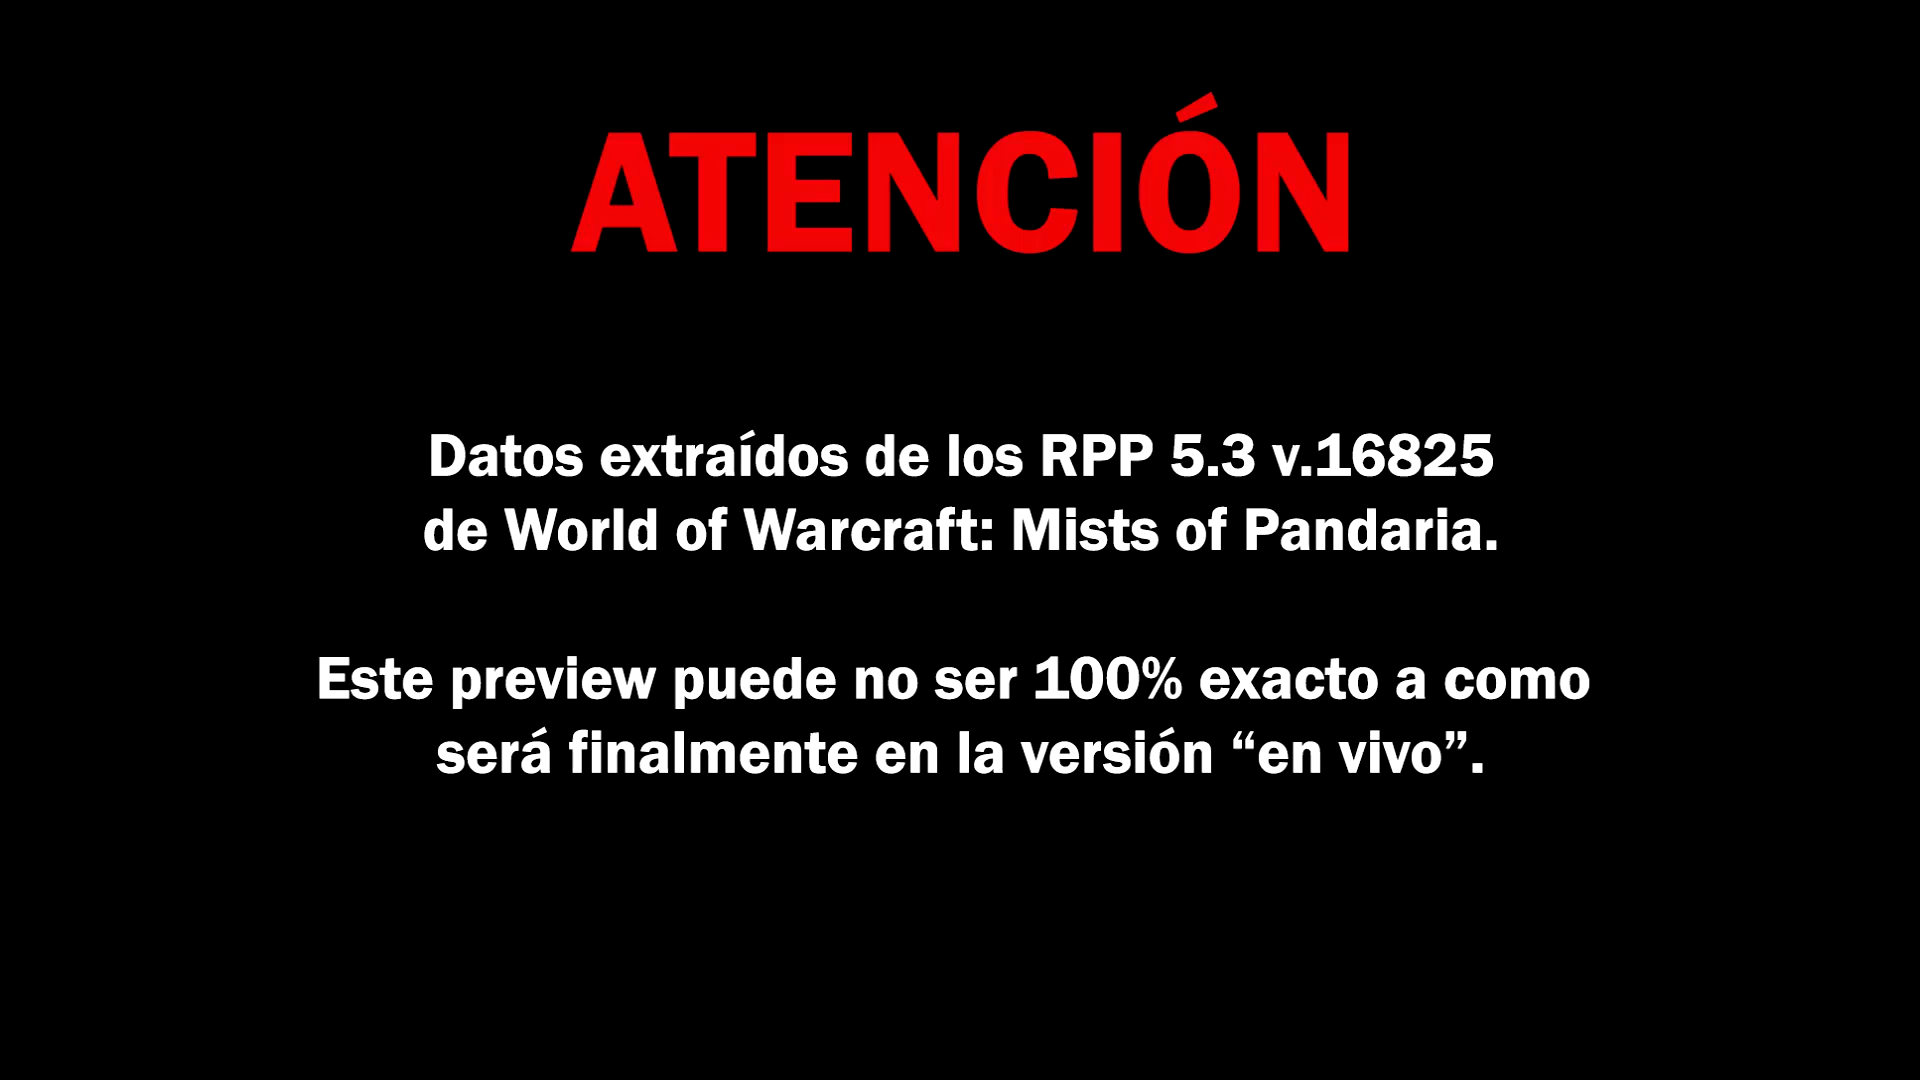 ATENCIÓN
Datos extraídos de los RPP 5.3 v.16825
de World of Warcraft: Mists of Pandaria.
Este preview puede no ser 100% exacto a como
será finalmente en la versión “en vivo”.